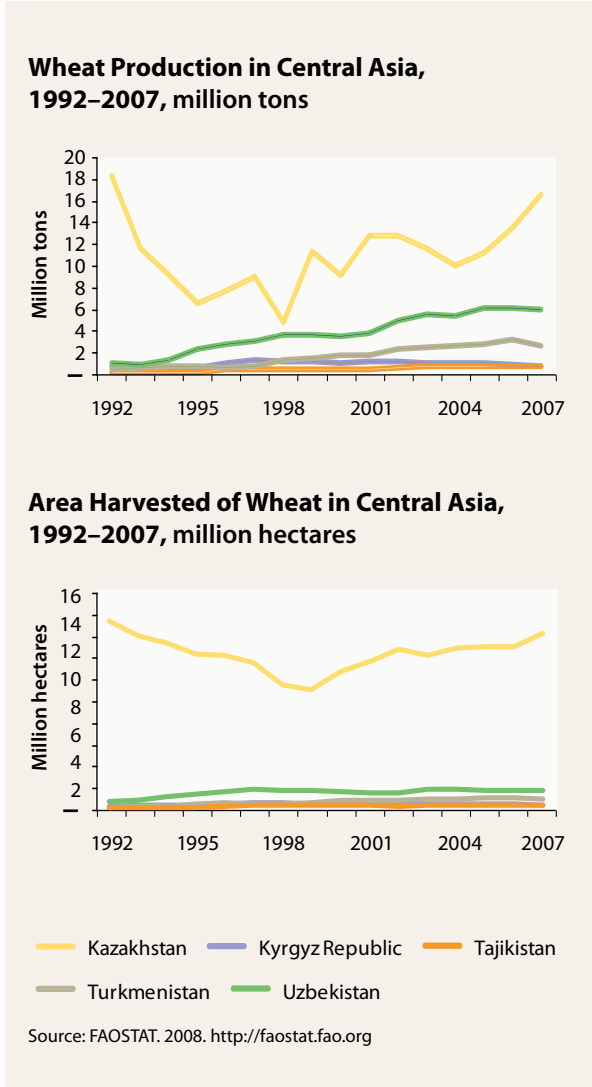 Wheat Production in Central Asia,
1992–2007, million tons
Million tons
20
18
16
14
12
10
8
6
4
2
–
1992 1995 1998 2001 2004 2007
Area Harvested of Wheat in Central Asia,
1992–2007, million hectares
Million hectares
16
14
12
10
8
6
4
2
–
1992 1995 1998 2001 2004 2007
Kazakhstan Kyrgyz Republic Tajikistan
Turkmenistan Uzbekistan
Source: FAOSTAT. 2008. http://faostat.fao.org